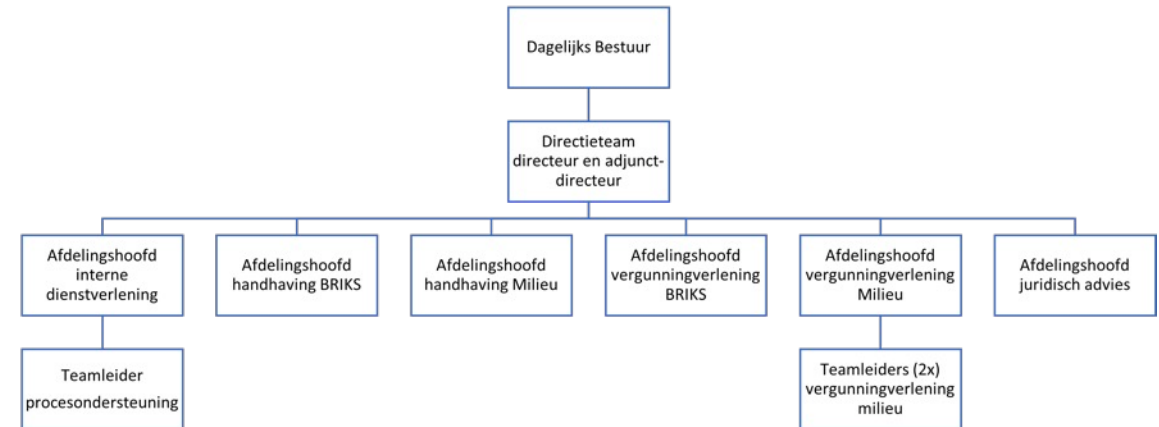 Dagelijks Bestuur
Directieteam
directeur en adjunct-
directeur
Afdelingshoofd
interne
dienstverlening
Afdelingshoofd
handhaving BRIKS
Afdelingshoofd
handhaving Milieu
Afdelingshoofd
vergunningverlening
BRIKS
Afdelingshoofd
vergunningverlening
Milieu
Afdelingshoofd
juridisch advies
Teamleider
procesondersteuning
Teamleiders (2x)
vergunningverlening
milieu